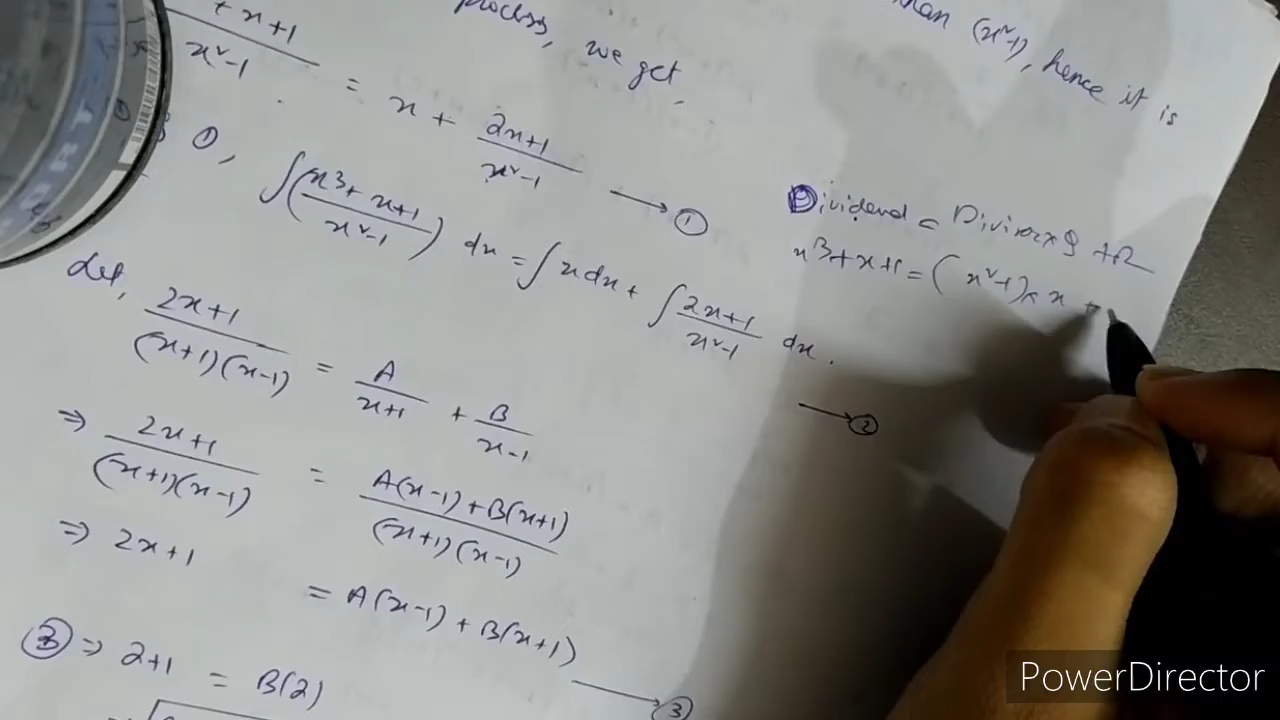 process, we get,
than (x²-1), hence it is
+ x+1 / x²-1 = x + 2x+1 / x²-1 → ①
①, ∫(x³+x+1 / x²-1) dx = ∫x dx + ∫ 2x+1 / x²-1 dx. → ②
Let, 2x+1 / (x+1)(x-1) = A / x+1 + B / x-1
⇒ 2x+1 / (x+1)(x-1) = A(x-1)+B(x+1) / (x+1)(x-1)
⇒ 2x+1 = A(x-1)+B(x+1) → ③
③ ⇒ 2+1 = B(2)
Dividend = Divisor×Q+R
x³+x+1 = (x²-1)×x +
PowerDirector